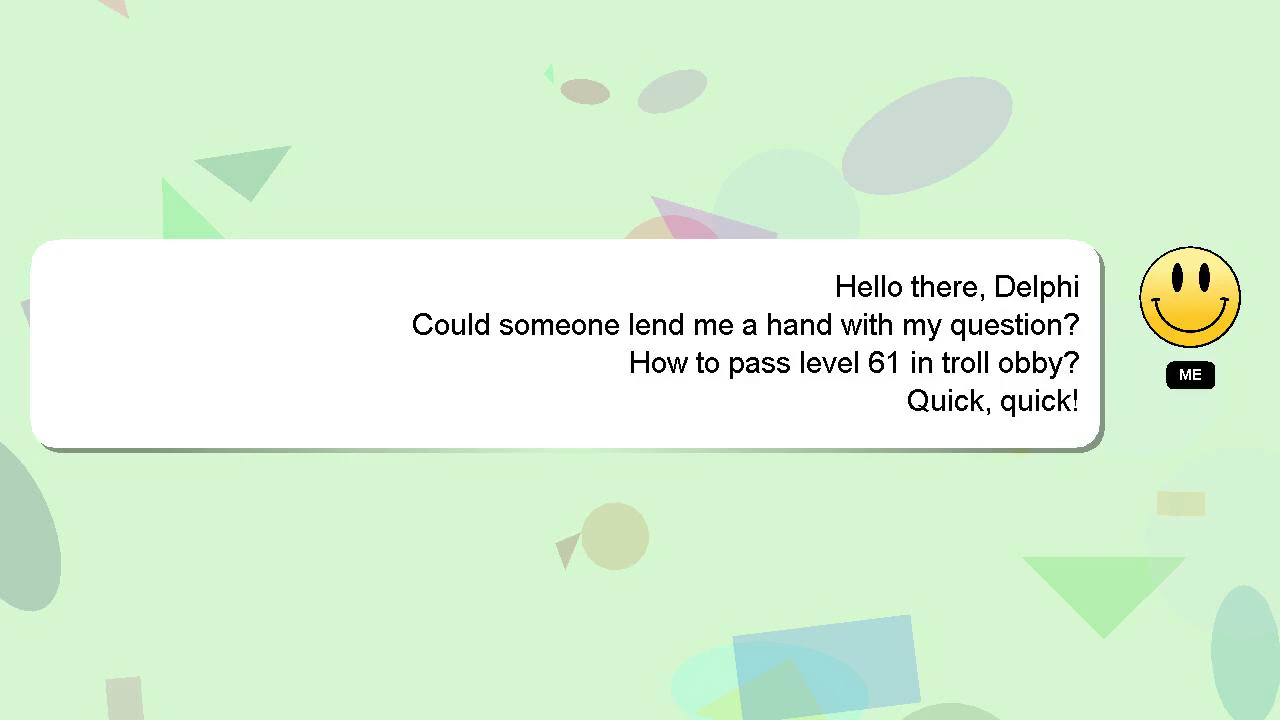 Hello there, Delphi
Could someone lend me a hand with my question?
How to pass level 61 in troll obby?
Quick, quick!
ME